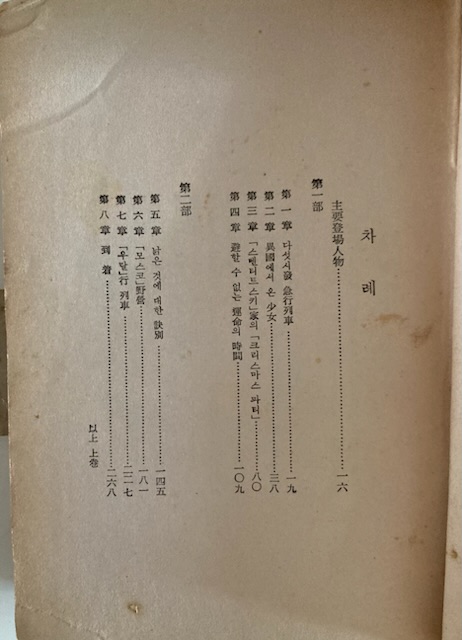 차례
主要登場人物……一六
第一部
第一章 다섯시發 急行列車……一九
第二章 異國에서 온 少女……三八
第三章 「스벤티드스키」家의 「크리스마스 파티」……八〇
第四章 避할 수 없는 運命의 時間……一〇九
第二部
第五章 낡은 것에 대한 訣別……一四五
第六章 「모스코」野營……一八一
第七章 「우랄」行 列車……二二七
第八章 到着……二六八
以上 上卷